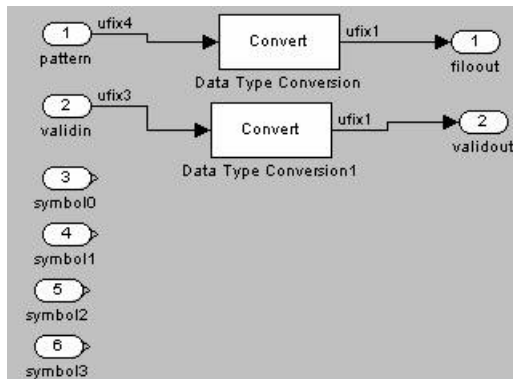 1
ufix4
pattern
Convert
Data Type Conversion
ufix1
1
filoout
2
ufix3
validin
Convert
Data Type Conversion1
ufix1
2
validout
3
symbol0
4
symbol1
5
symbol2
6
symbol3